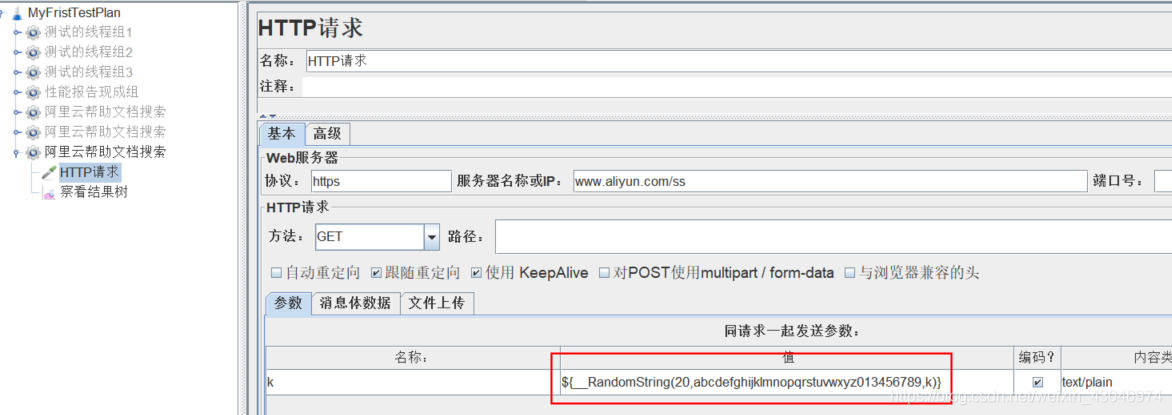 MyFristTestPlan
测试的线程组1
测试的线程组2
测试的线程组3
性能报告现成组
阿里云帮助文档搜索
阿里云帮助文档搜索
阿里云帮助文档搜索
HTTP请求
察看结果树
HTTP请求
名称： HTTP请求
注释：
基本 高级
Web服务器
协议： https 服务器名称或IP： www.aliyun.com/ss 端口号：
HTTP请求
方法： GET 路径：
自动重定向 跟随重定向 使用 KeepAlive 对POST使用multipart / form-data 与浏览器兼容的头
参数 消息体数据 文件上传
同请求一起发送参数：
名称： 值 编码？ 内容类
k ${__RandomString(20,abcdefghijklmnopqrstuvwxyz013456789,k)} text/plain
https://blog.csdn.net/weixin_43046974